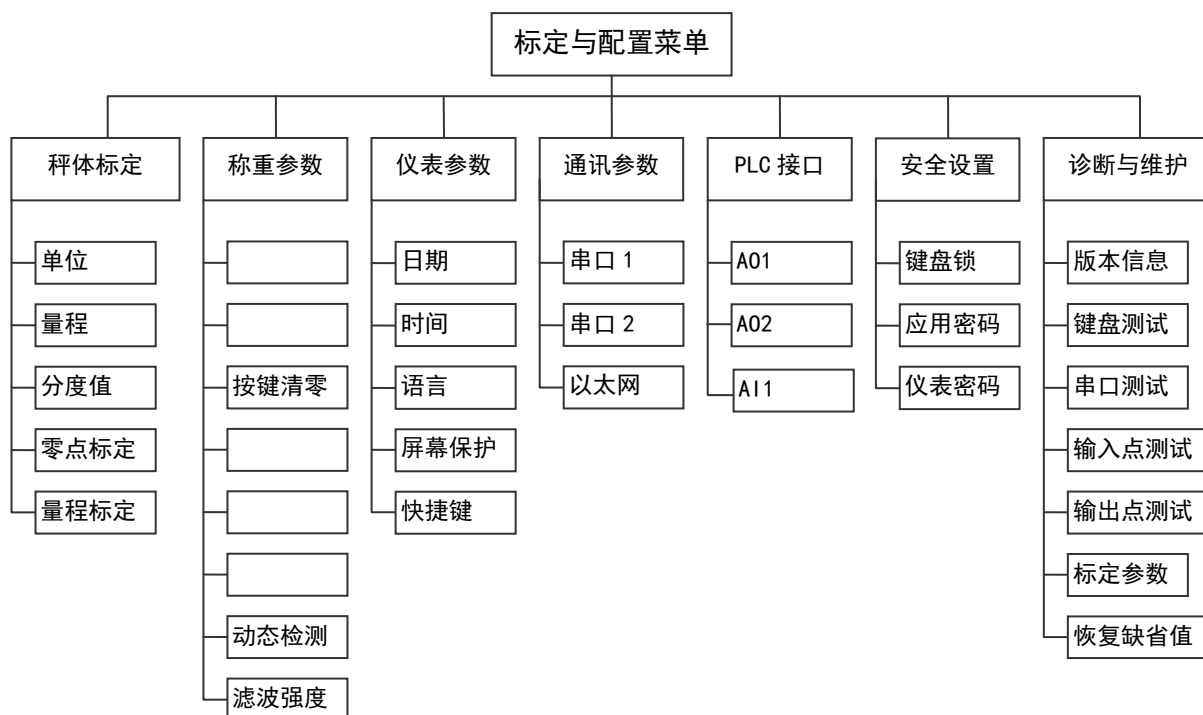 标定与配置菜单
秤体标定
称重参数
仪表参数
通讯参数
PLC 接口
安全设置
诊断与维护
单位
量程
分度值
零点标定
量程标定
按键清零
动态检测
滤波强度
日期
时间
语言
屏幕保护
快捷键
串口 1
串口 2
以太网
AO1
AO2
AI1
键盘锁
应用密码
仪表密码
版本信息
键盘测试
串口测试
输入点测试
输出点测试
标定参数
恢复缺省值